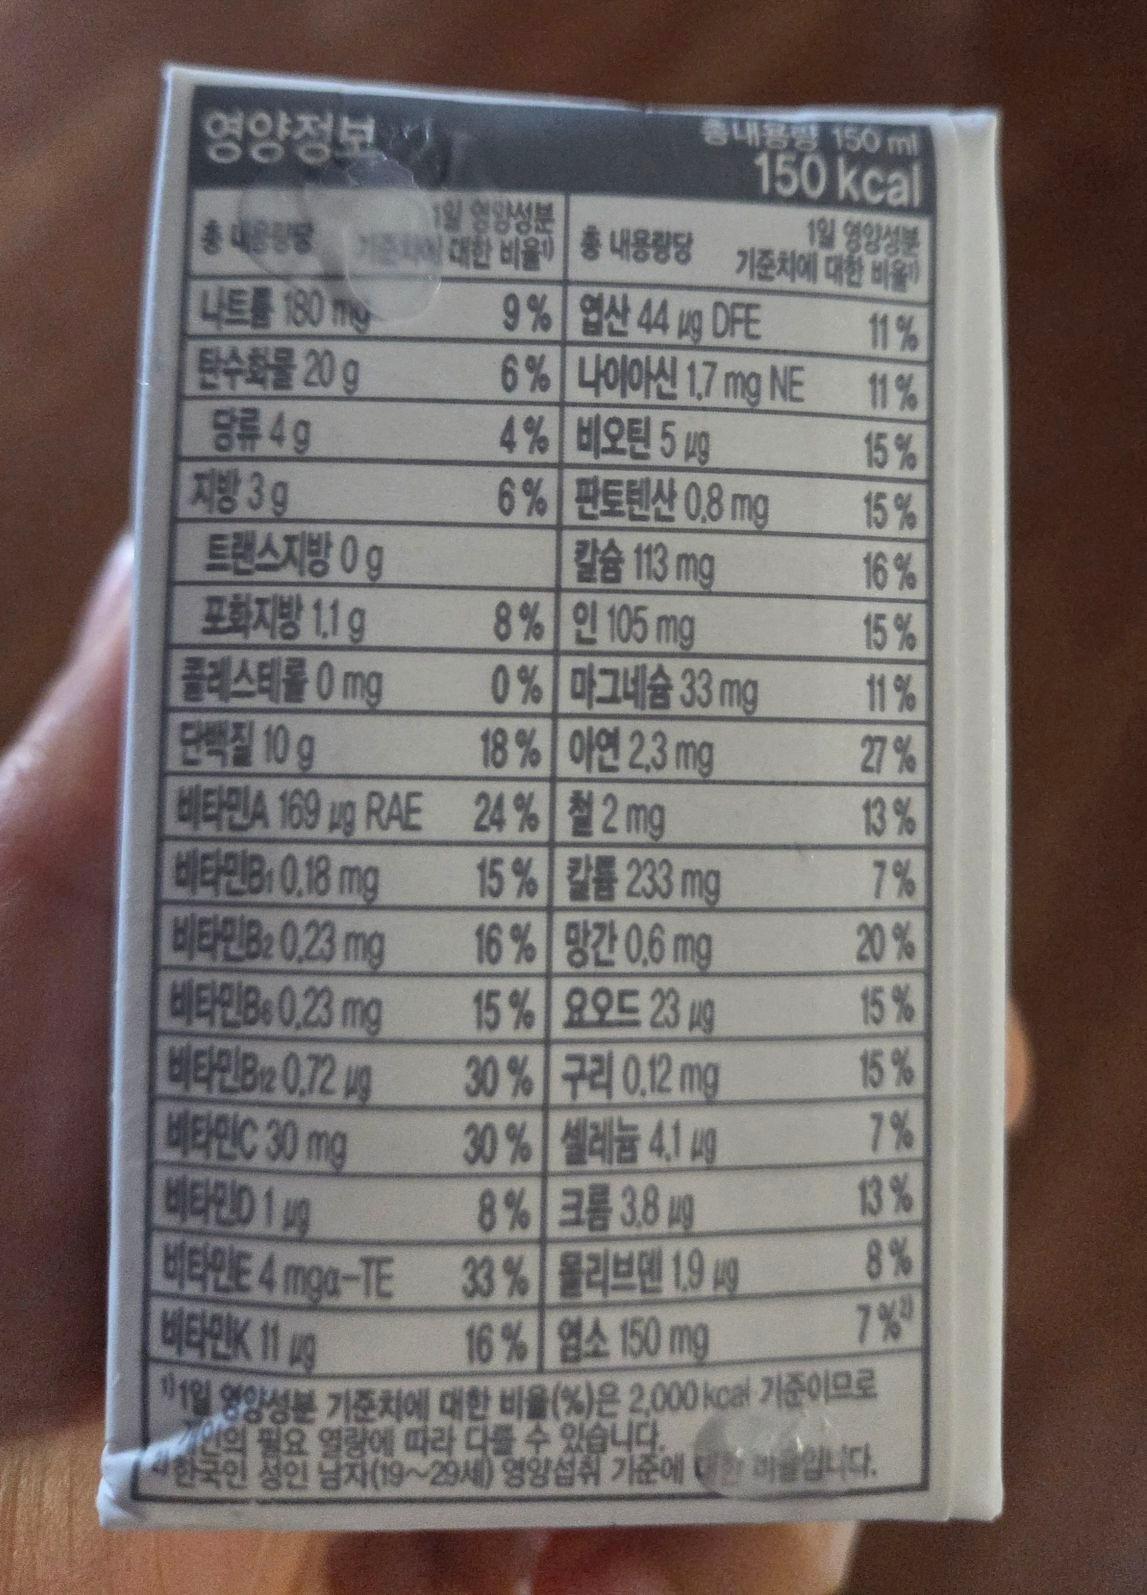 영양정보
총내용량 150 ml
150 kcal
총 내용량당
1일 영양성분
기준치에 대한 비율1)
나트륨 180 mg 9 %
탄수화물 20 g 6 %
당류 4 g 4 %
지방 3 g 6 %
트랜스지방 0 g
포화지방 1.1 g 8 %
콜레스테롤 0 mg 0 %
단백질 10 g 18 %
비타민A 169 μg RAE 24 %
비타민B1 0.18 mg 15 %
비타민B2 0.23 mg 16 %
비타민B6 0.23 mg 15 %
비타민B12 0.72 μg 30 %
비타민C 30 mg 30 %
비타민D 1 μg 8 %
비타민E 4 mgα-TE 33 %
비타민K 11 μg 16 %
총 내용량당
1일 영양성분
기준치에 대한 비율1)
엽산 44 μg DFE 11 %
나이아신 1.7 mg NE 11 %
비오틴 5 μg 15 %
판토텐산 0.8 mg 15 %
칼슘 113 mg 16 %
인 105 mg 15 %
마그네슘 33 mg 11 %
아연 2.3 mg 27 %
철 2 mg 13 %
칼륨 233 mg 7 %
망간 0.6 mg 20 %
요오드 23 μg 15 %
구리 0.12 mg 15 %
셀레늄 4.1 μg 7 %
크롬 3.8 μg 13 %
몰리브덴 1.9 μg 8 %
염소 150 mg 7 %2)
1)1일 영양성분 기준치에 대한 비율(%)은 2,000 kcal 기준이므로
개인의 필요 열량에 따라 다를 수 있습니다.
2)한국인 성인 남자(19~29세) 영양섭취 기준에 대한 비율입니다.